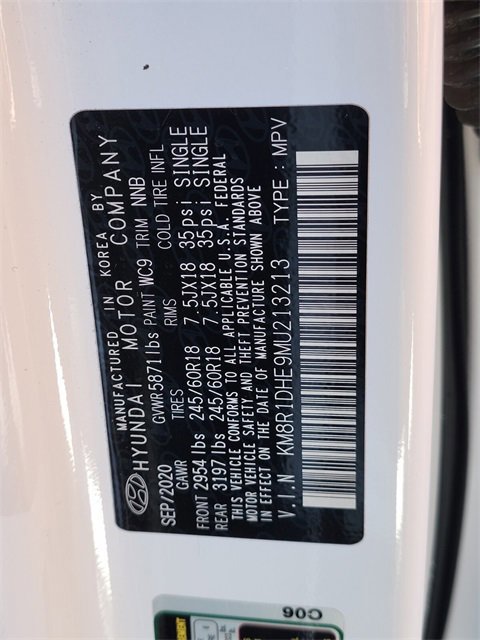 MANUFACTURED IN KOREA BY
HYUNDAI MOTOR COMPANY
GVWR5871lbs PAINT WC9 TRIM NNB
SEP/2020 TIRES RIMS COLD TIRE INFL
GAWR
FRONT 2954 lbs 245/60R18 7.5JX18 35psi SINGLE
REAR 3197 lbs 245/60R18 7.5JX18 35psi SINGLE
THIS VEHICLE CONFORMS TO ALL APPLICABLE U.S.A. FEDERAL
MOTOR VEHICLE SAFETY AND THEFT PREVENTION STANDARDS
IN EFFECT ON THE DATE OF MANUFACTURE SHOWN ABOVE
V.I.N : KM8R1DHE9MU213213 TYPE : MPV
C06